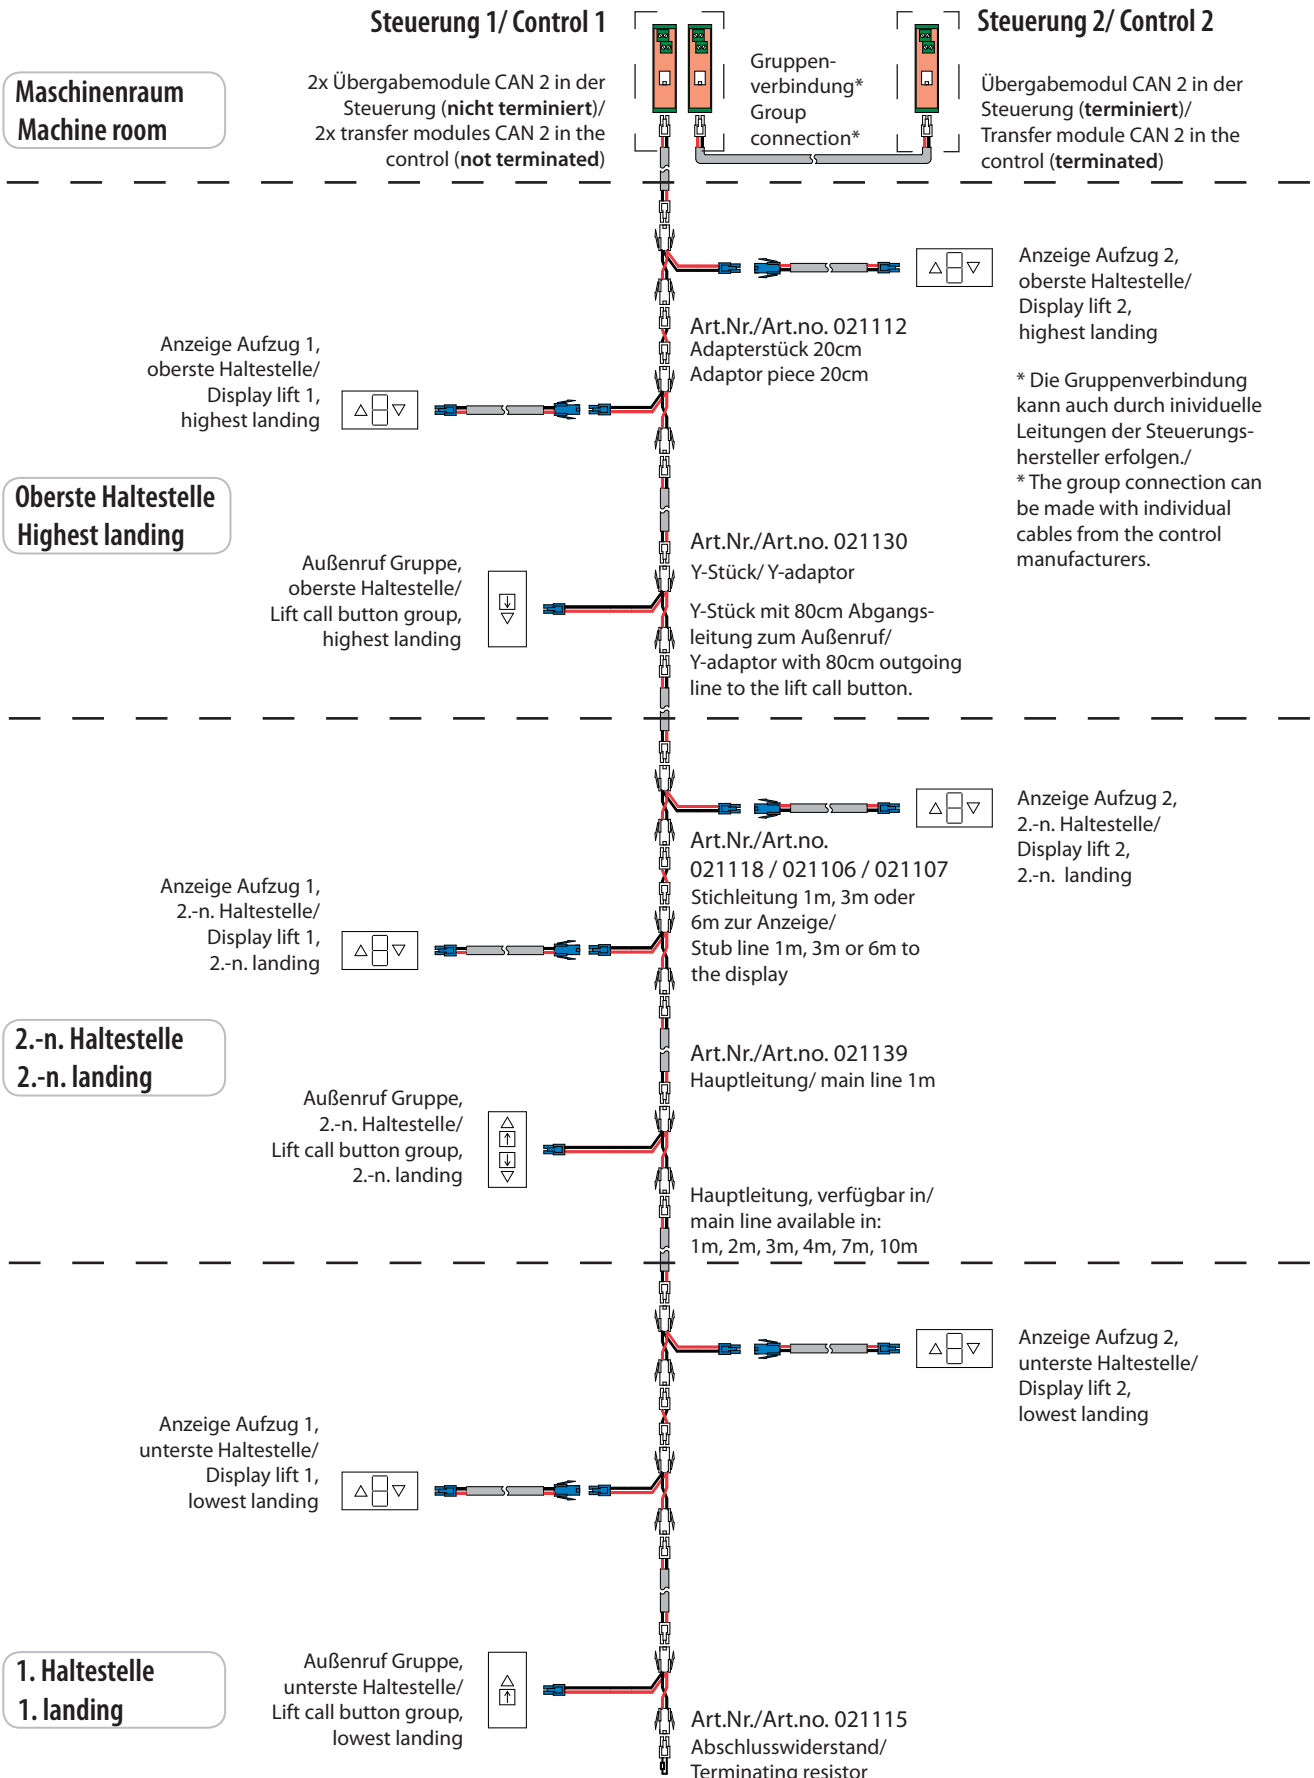 Steuerung 1/ Control 1
Steuerung 2/ Control 2
Maschinenraum
Machine room
2x Übergabemodule CAN 2 in der
Steuerung (nicht terminiert)/
2x transfer modules CAN 2 in the
control (not terminated)
Gruppen-
verbindung*
Group
connection*
Übergabemodul CAN 2 in der
Steuerung (terminiert)/
Transfer module CAN 2 in the
control (terminated)
Anzeige Aufzug 2,
oberste Haltestelle/
Display lift 2,
highest landing
Art.Nr./Art.no. 021112
Adapterstück 20cm
Adaptor piece 20cm
Anzeige Aufzug 1,
oberste Haltestelle/
Display lift 1,
highest landing
* Die Gruppenverbindung
kann auch durch inividuelle
Leitungen der Steuerungs-
hersteller erfolgen./
* The group connection can
be made with individual
cables from the control
manufacturers.
Oberste Haltestelle
Highest landing
Außenruf Gruppe,
oberste Haltestelle/
Lift call button group,
highest landing
Art.Nr./Art.no. 021130
Y-Stück/ Y-adaptor
Y-Stück mit 80cm Abgangs-
leitung zum Außenruf/
Y-adaptor with 80cm outgoing
line to the lift call button.
Anzeige Aufzug 2,
2.-n. Haltestelle/
Display lift 2,
2.-n. landing
Art.Nr./Art.no.
021118 / 021106 / 021107
Stichleitung 1m, 3m oder
6m zur Anzeige/
Stub line 1m, 3m or 6m to
the display
Anzeige Aufzug 1,
2.-n. Haltestelle/
Display lift 1,
2.-n. landing
2.-n. Haltestelle
2.-n. landing
Art.Nr./Art.no. 021139
Hauptleitung/ main line 1m
Außenruf Gruppe,
2.-n. Haltestelle/
Lift call button group,
2.-n. landing
Hauptleitung, verfügbar in/
main line available in:
1m, 2m, 3m, 4m, 7m, 10m
Anzeige Aufzug 2,
unterste Haltestelle/
Display lift 2,
lowest landing
Anzeige Aufzug 1,
unterste Haltestelle/
Display lift 1,
lowest landing
1. Haltestelle
1. landing
Außenruf Gruppe,
unterste Haltestelle/
Lift call button group,
lowest landing
Art.Nr./Art.no. 021115
Abschlusswiderstand/
Terminating resistor